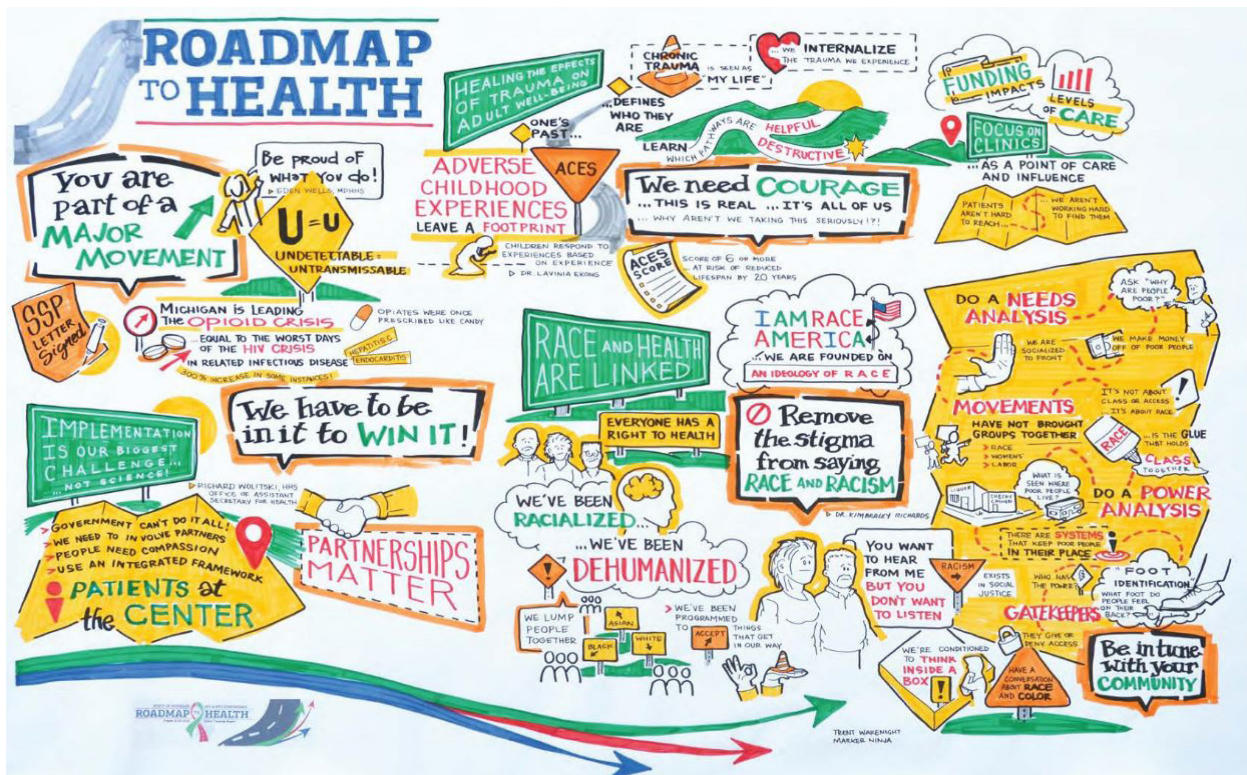 ROADMAP
TO HEALTH
You are
part of a
MAJOR
MOVEMENT
Be proud of
what you do!
EDEN WELLS, MDHHS
U=U
UNDETECTABLE =
UNTRANSMISSABLE
SSP
LETTER
Signed
MICHIGAN IS LEADING
THE OPIOID CRISIS
...EQUAL TO THE WORST DAYS
OF THE HIV CRISIS
IN RELATED INFECTIOUS DISEASE
300% INCREASE IN SOME INSTANCES!
OPIATES WERE ONCE
PRESCRIBED LIKE CANDY
HEPATITIS C
ENDOCARDITIS
IMPLEMENTATION
IS OUR BIGGEST
CHALLENGE...
...NOT SCIENCE!
We have to be
in it to WIN IT!
RICHARD WOLITSKI, HHS
OFFICE OF ASSISTANT
SECRETARY FOR HEALTH
> GOVERNMENT CAN'T DO IT ALL!
> WE NEED TO INVOLVE PARTNERS
> PEOPLE NEED COMPASSION
> USE AN INTEGRATED FRAMEWORK
PATIENTS at
the CENTER
PARTNERSHIPS
MATTER
HEALING THE EFFECTS
OF TRAUMA ON
ADULT WELL-BEING
ONE'S
PAST...
...DEFINES
WHO THEY
ARE
CHRONIC
TRAUMA IS SEEN AS
"MY LIFE"
...WE INTERNALIZE
THE TRAUMA WE EXPERIENCE
ADVERSE
CHILDHOOD
EXPERIENCES
LEAVE A FOOTPRINT
ACES
LEARN
WHICH PATHWAYS ARE HELPFUL
DESTRUCTIVE
We need COURAGE
...THIS IS REAL ...IT'S ALL OF US
...WHY AREN'T WE TAKING THIS SERIOUSLY!?!
CHILDREN RESPOND TO
EXPERIENCES BASED
ON EXPERIENCE
DR. LAVINIA EKONG
ACES
SCORE
SCORE OF 6 OR MORE
...AT RISK OF REDUCED
LIFESPAN BY 20 YEARS
FUNDING
IMPACTS
LEVELS
OF CARE
FOCUS ON
CLINICS
...AS A POINT OF CARE
AND INFLUENCE
PATIENTS
AREN'T HARD
TO REACH...
...WE AREN'T
WORKING HARD
TO FIND THEM
RACE AND HEALTH
ARE LINKED
EVERYONE HAS A
RIGHT TO HEALTH
I AM RACE
AMERICA
...WE ARE FOUNDED ON
AN IDEOLOGY OF RACE
Remove
the stigma
from saying
RACE AND RACISM
DR. KIMBERLEY RICHARDS
WE'VE BEEN
RACIALIZED...
...WE'VE BEEN
DEHUMANIZED
WE LUMP
PEOPLE
TOGETHER
ASIAN
BLACK
WHITE
> WE'VE BEEN
PROGRAMMED
TO
ACCEPT
THINGS
THAT GET
IN OUR WAY
YOU WANT
TO HEAR
FROM ME
BUT YOU
DON'T WANT
TO LISTEN
RACISM
EXISTS
IN SOCIAL
JUSTICE
WE'RE CONDITIONED
TO THINK
INSIDE A
BOX
HAVE A
CONVERSATION
ABOUT RACE
AND COLOR
DO A NEEDS
ANALYSIS
ASK "WHY
ARE PEOPLE
POOR?"
WE ARE
SOCIALIZED
TO FRONT
WE MAKE MONEY
OFF OF POOR PEOPLE
IT'S NOT ABOUT
CLASS OR ACCESS
...IT'S ABOUT RACE
MOVEMENTS
HAVE NOT BROUGHT
GROUPS TOGETHER
> RACE
> WOMENS'
> LABOR
RACE
...IS THE GLUE
THAT HOLDS
CLASS
TOGETHER
WHAT IS
SEEN WHERE
POOR PEOPLE
LIVE?
LIQUOR
DO A POWER
ANALYSIS
THERE ARE SYSTEMS
THAT KEEP POOR PEOPLE
IN THEIR PLACE
WHO HAS
THE POWER?
"FOOT
IDENTIFICATION"
WHAT FOOT DO
PEOPLE FEEL
ON THEIR
BACK?
GATEKEEPERS
THEY GIVE OR
DENY ACCESS
Be in tune
with your
COMMUNITY
ROADMAP TO HEALTH
TRENT WAKENIGHT
MARKER NINJA